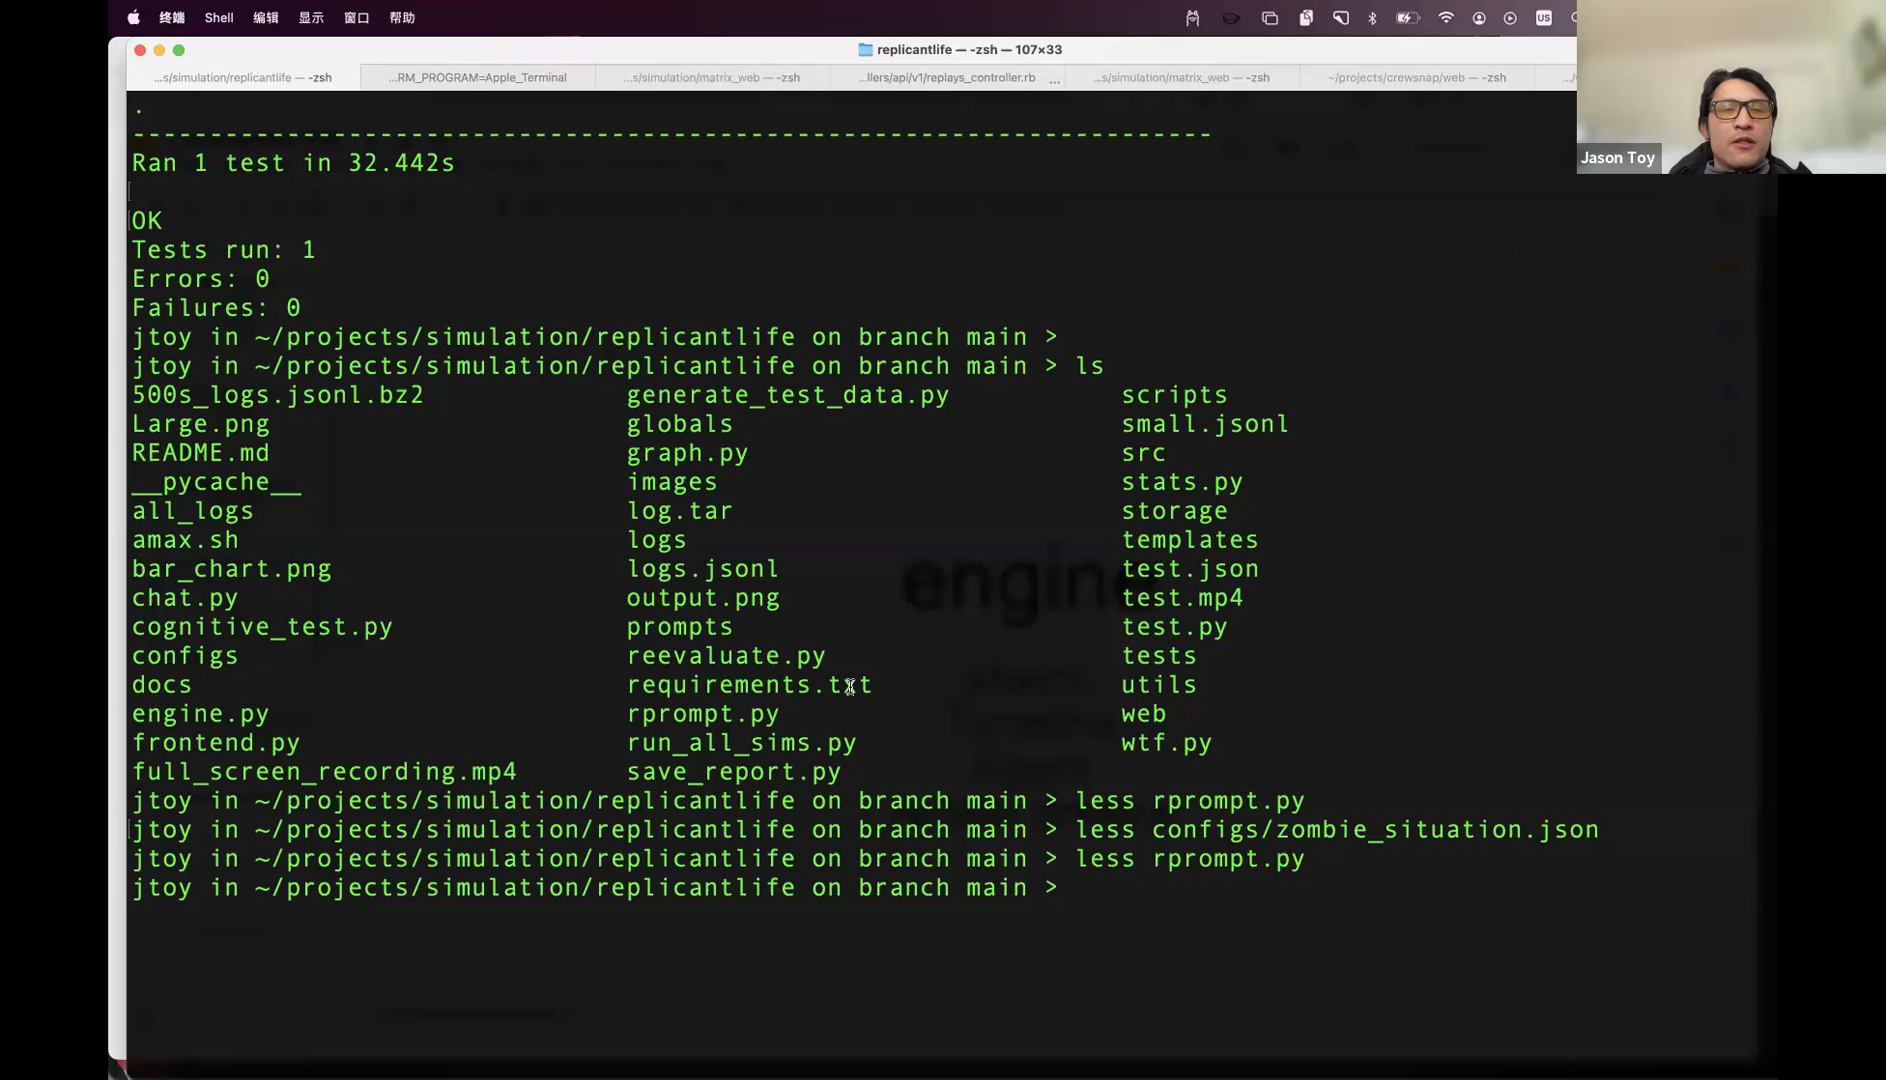 终端 Shell 编辑 显示 窗口 帮助 US
replicantlife — -zsh — 107×33
...s/simulation/replicantlife — -zsh ...RM_PROGRAM=Apple_Terminal ...s/simulation/matrix_web — -zsh ...llers/api/v1/replays_controller.rb ... ...s/simulation/matrix_web — -zsh ~/projects/crewsnap/web — -zsh
Jason Toy
.
----------------------------------------------------------------------
Ran 1 test in 32.442s
OK
Tests run: 1
Errors: 0
Failures: 0
jtoy in ~/projects/simulation/replicantlife on branch main >
jtoy in ~/projects/simulation/replicantlife on branch main > ls
500s_logs.jsonl.bz2 generate_test_data.py scripts
Large.png globals small.jsonl
README.md graph.py src
__pycache__ images stats.py
all_logs log.tar storage
amax.sh logs templates
bar_chart.png logs.jsonl test.json
chat.py output.png test.mp4
cognitive_test.py prompts test.py
configs reevaluate.py tests
docs requirements.txt utils
engine.py rprompt.py web
frontend.py run_all_sims.py wtf.py
full_screen_recording.mp4 save_report.py
jtoy in ~/projects/simulation/replicantlife on branch main > less rprompt.py
jtoy in ~/projects/simulation/replicantlife on branch main > less configs/zombie_situation.json
jtoy in ~/projects/simulation/replicantlife on branch main > less rprompt.py
jtoy in ~/projects/simulation/replicantlife on branch main >
engine